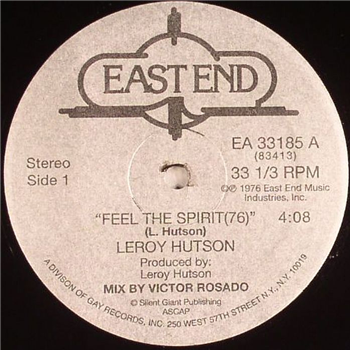 EAST END
EA 33185 A
(83413)
Stereo
Side 1
33 1/3 RPM
©℗ 1976 East End Music
Industries, Inc.
"FEEL THE SPIRIT(76)" 4:08
(L. Hutson)
LEROY HUTSON
Produced by:
Leroy Hutson
MIX BY VICTOR ROSADO
© Silent Giant Publishing
ASCAP
A DIVISION OF GAY RECORDS, INC. 250 WEST 57TH STREET N.Y., N.Y. 10019